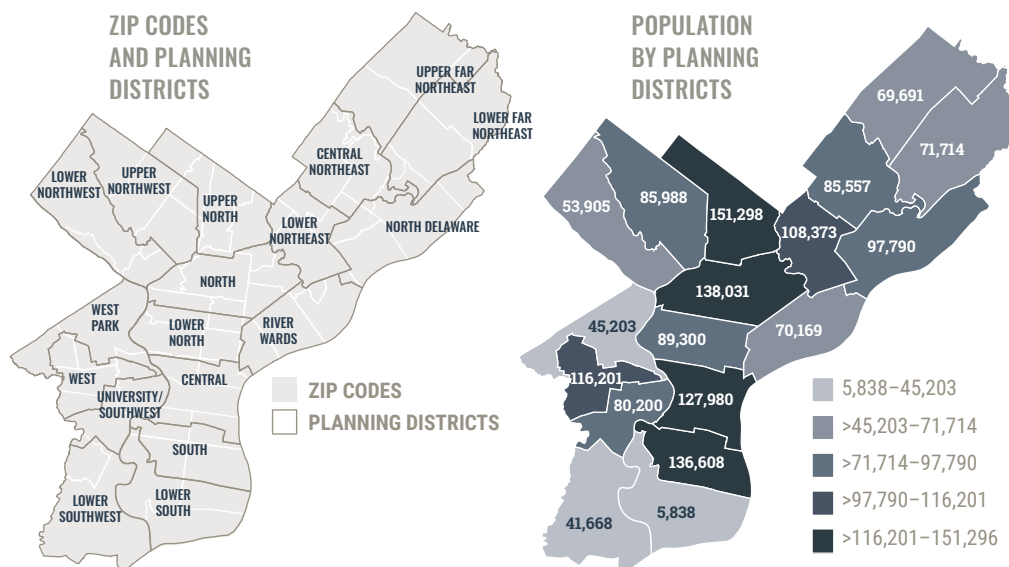 ZIP CODES
AND PLANNING
DISTRICTS
UPPER FAR
NORTHEAST
LOWER FAR
NORTHEAST
CENTRAL
NORTHEAST
LOWER
NORTHWEST
UPPER
NORTHWEST
UPPER
NORTH
LOWER
NORTHEAST
NORTH DELAWARE
NORTH
WEST
PARK
LOWER
NORTH
RIVER
WARDS
WEST
CENTRAL
UNIVERSITY/
SOUTHWEST
SOUTH
LOWER
SOUTHWEST
LOWER
SOUTH
ZIP CODES
PLANNING DISTRICTS
POPULATION
BY PLANNING
DISTRICTS
69,691
71,714
85,557
53,905
85,988
151,298
108,373
97,790
138,031
45,203
89,300
70,169
116,201
80,200
127,980
136,608
41,668
5,838
5,838–45,203
>45,203–71,714
>71,714–97,790
>97,790–116,201
>116,201–151,296